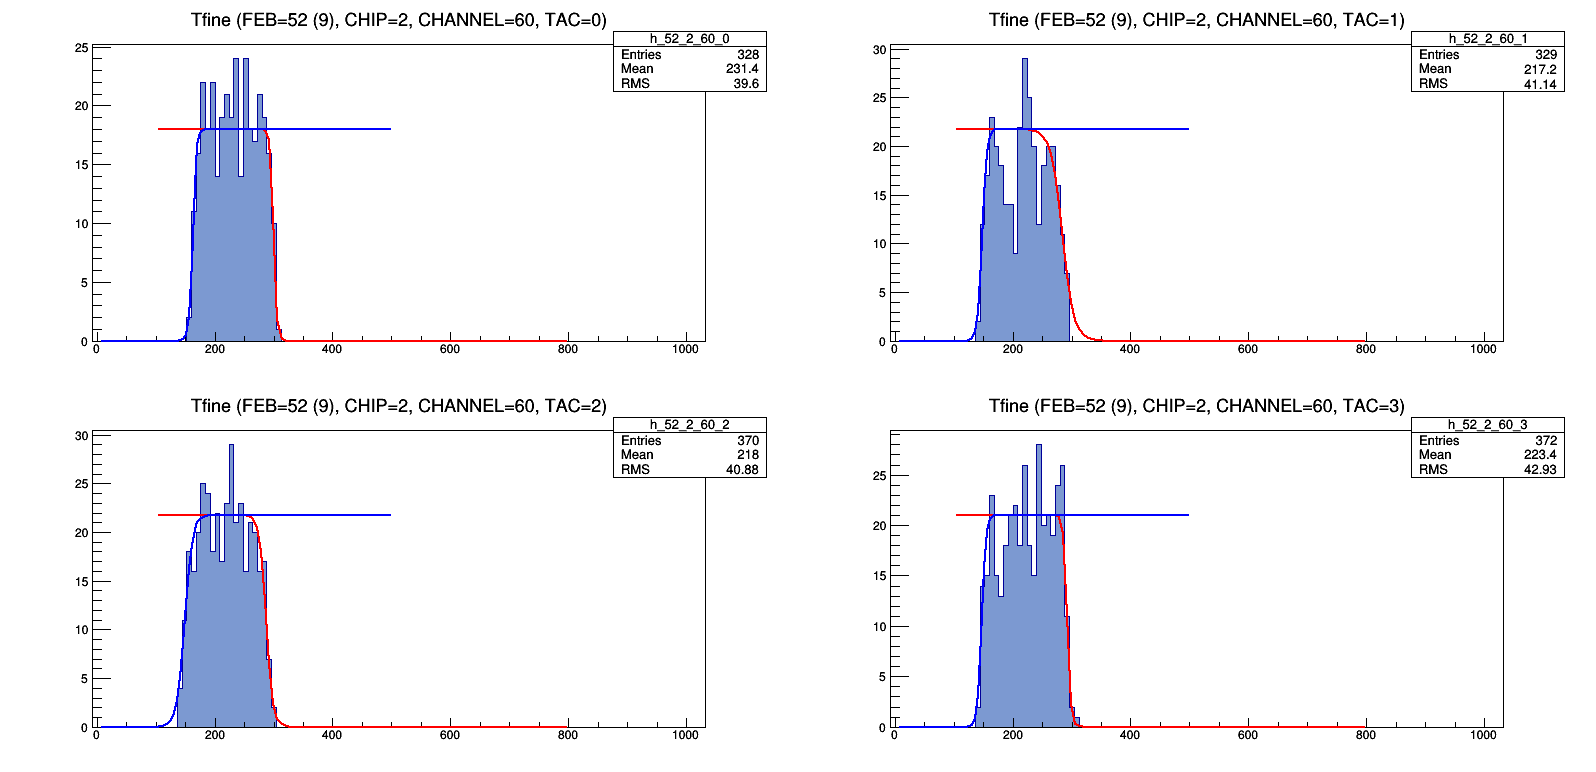 Tfine (FEB=52 (9), CHIP=2, CHANNEL=60, TAC=0)
h_52_2_60_0
Entries 328
Mean 231.4
RMS 39.6
25
20
15
10
5
0
0 200 400 600 800 1000
Tfine (FEB=52 (9), CHIP=2, CHANNEL=60, TAC=1)
h_52_2_60_1
Entries 329
Mean 217.2
RMS 41.14
30
25
20
15
10
5
0
0 200 400 600 800 1000
Tfine (FEB=52 (9), CHIP=2, CHANNEL=60, TAC=2)
h_52_2_60_2
Entries 370
Mean 218
RMS 40.88
30
25
20
15
10
5
0
0 200 400 600 800 1000
Tfine (FEB=52 (9), CHIP=2, CHANNEL=60, TAC=3)
h_52_2_60_3
Entries 372
Mean 223.4
RMS 42.93
25
20
15
10
5
0
0 200 400 600 800 1000